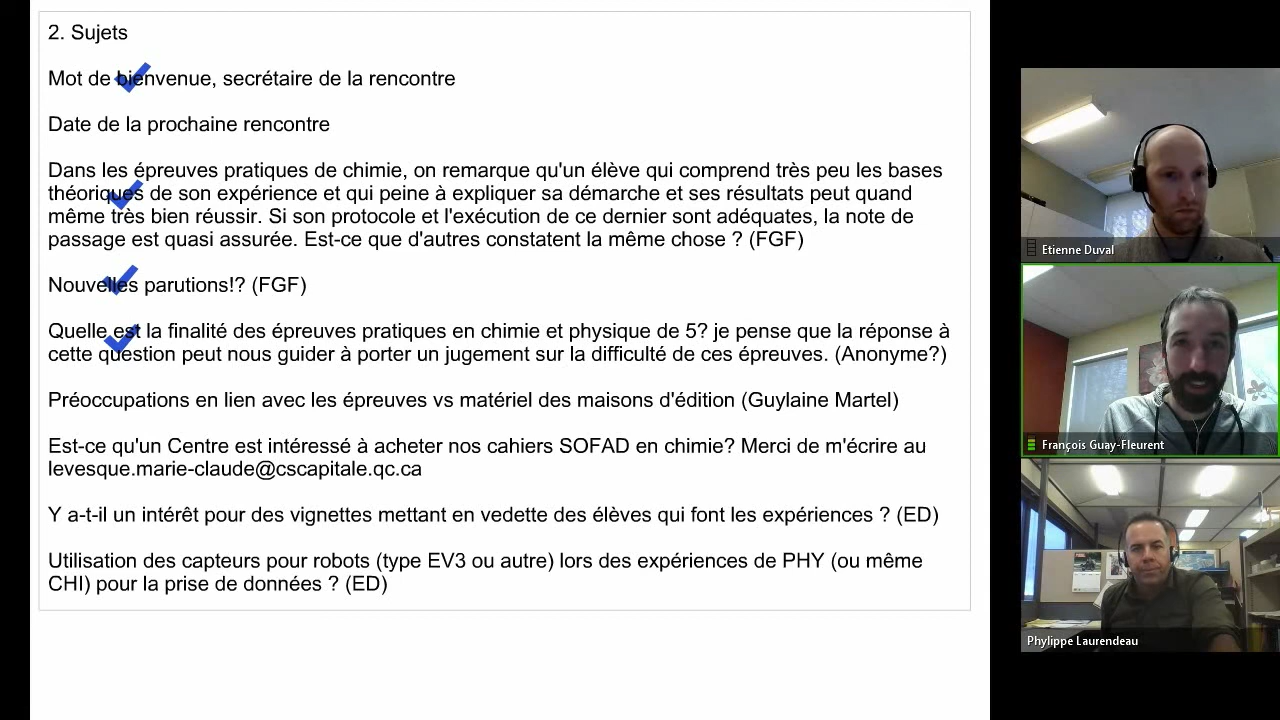 2. Sujets
Mot de bienvenue, secrétaire de la rencontre
Date de la prochaine rencontre
Dans les épreuves pratiques de chimie, on remarque qu'un élève qui comprend très peu les bases
théoriques de son expérience et qui peine à expliquer sa démarche et ses résultats peut quand
même très bien réussir. Si son protocole et l'exécution de ce dernier sont adéquates, la note de
passage est quasi assurée. Est-ce que d'autres constatent la même chose ? (FGF)
Nouvelles parutions!? (FGF)
Quelle est la finalité des épreuves pratiques en chimie et physique de 5? je pense que la réponse à
cette question peut nous guider à porter un jugement sur la difficulté de ces épreuves. (Anonyme?)
Préoccupations en lien avec les épreuves vs matériel des maisons d'édition (Guylaine Martel)
Est-ce qu'un Centre est intéressé à acheter nos cahiers SOFAD en chimie? Merci de m'écrire au
levesque.marie-claude@cscapitale.qc.ca
Y a-t-il un intérêt pour des vignettes mettant en vedette des élèves qui font les expériences ? (ED)
Utilisation des capteurs pour robots (type EV3 ou autre) lors des expériences de PHY (ou même
CHI) pour la prise de données ? (ED)
Etienne Duval
François Guay-Fleurent
Phylippe Laurendeau